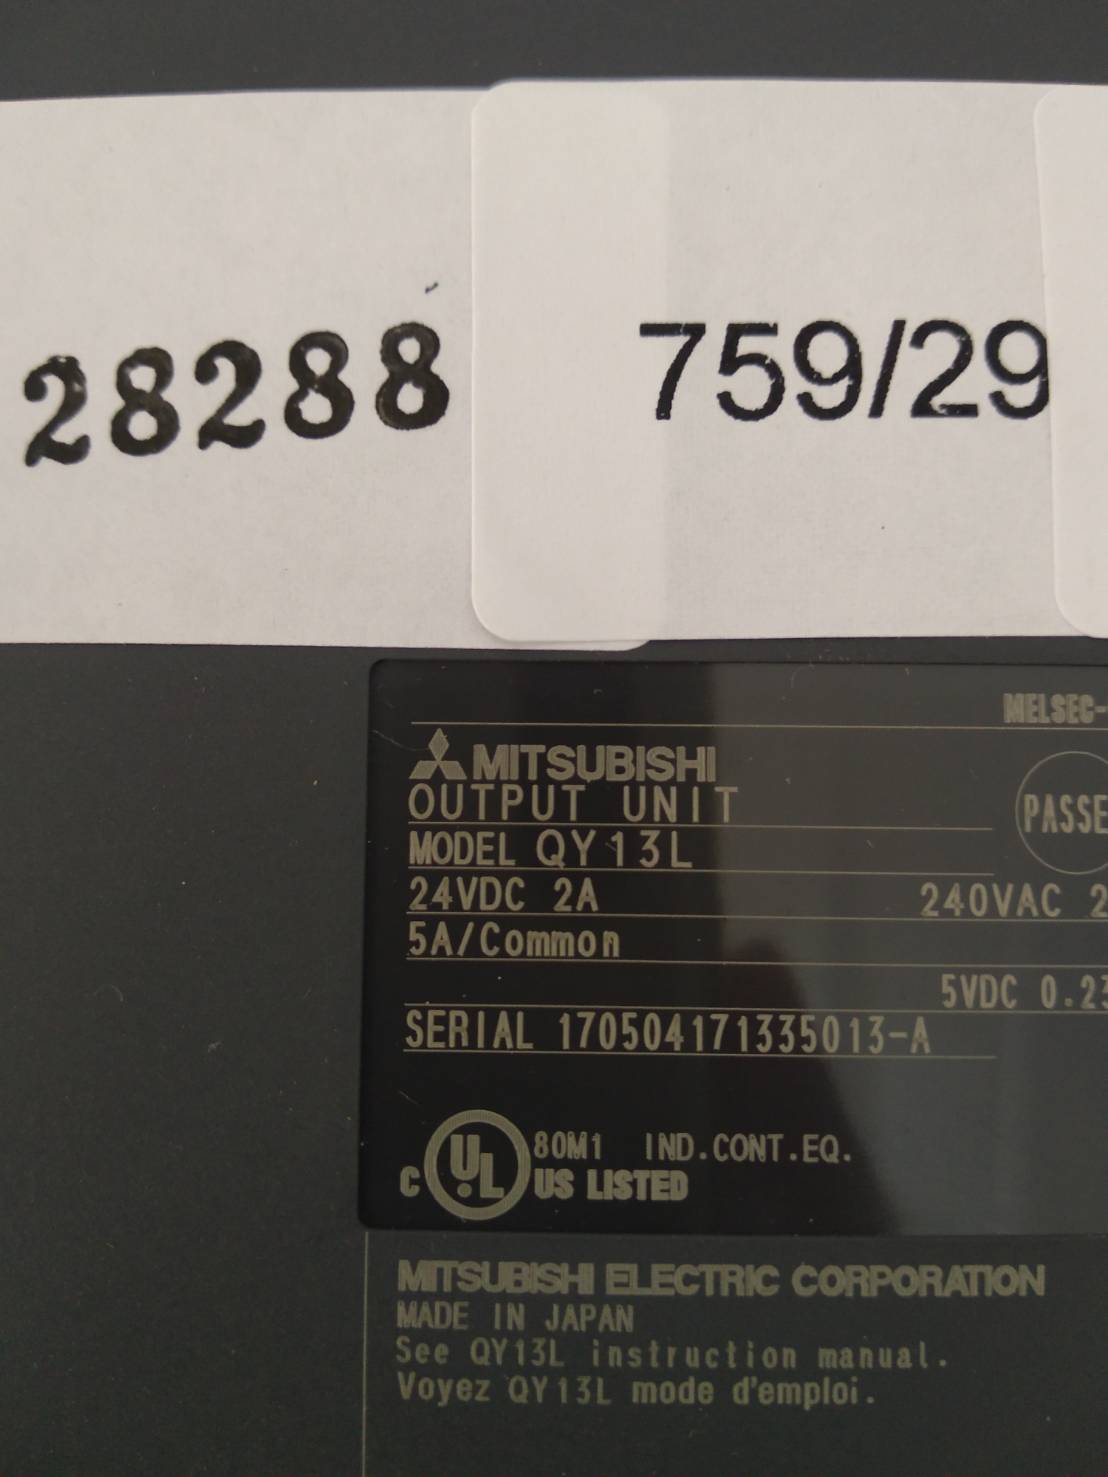 28288
759/29
MELSEC-
MITSUBISHI
OUTPUT UNIT
PASSE
MODEL QY13L
24VDC 2A 240VAC 2
5A/Common
5VDC 0.23
SERIAL 170504171335013-A
80M1 IND.CONT.EQ.
C UL US LISTED
MITSUBISHI ELECTRIC CORPORATION
MADE IN JAPAN
See QY13L instruction manual.
Voyez QY13L mode d'emploi.